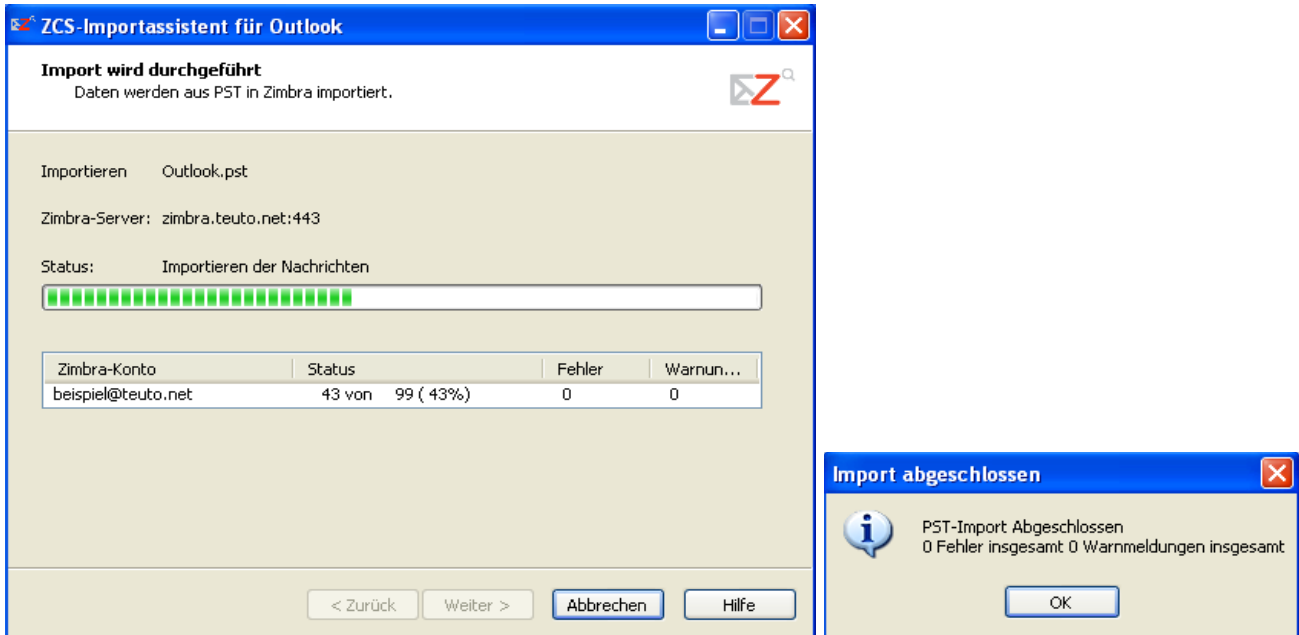 ZCS-Importassistent für Outlook
Import wird durchgeführt
Daten werden aus PST in Zimbra importiert.
Importieren Outlook.pst
Zimbra-Server: zimbra.teuto.net:443
Status: Importieren der Nachrichten
Zimbra-Konto Status Fehler Warnun...
beispiel@teuto.net 43 von 99 ( 43%) 0 0
< Zurück Weiter > Abbrechen Hilfe
Import abgeschlossen
PST-Import Abgeschlossen
0 Fehler insgesamt 0 Warnmeldungen insgesamt
OK